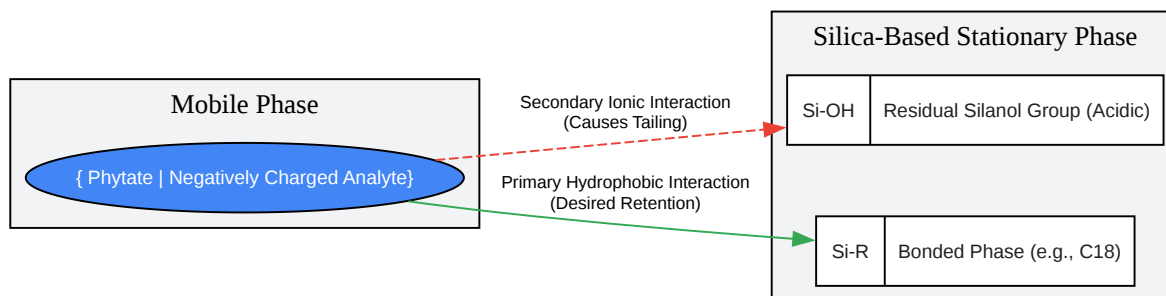 Mobile Phase
{ Phytate | Negatively Charged Analyte}
Secondary Ionic Interaction
(Causes Tailing)
Primary Hydrophobic Interaction
(Desired Retention)
Silica-Based Stationary Phase
Si-OH Residual Silanol Group (Acidic)
Si-R Bonded Phase (e.g., C18)